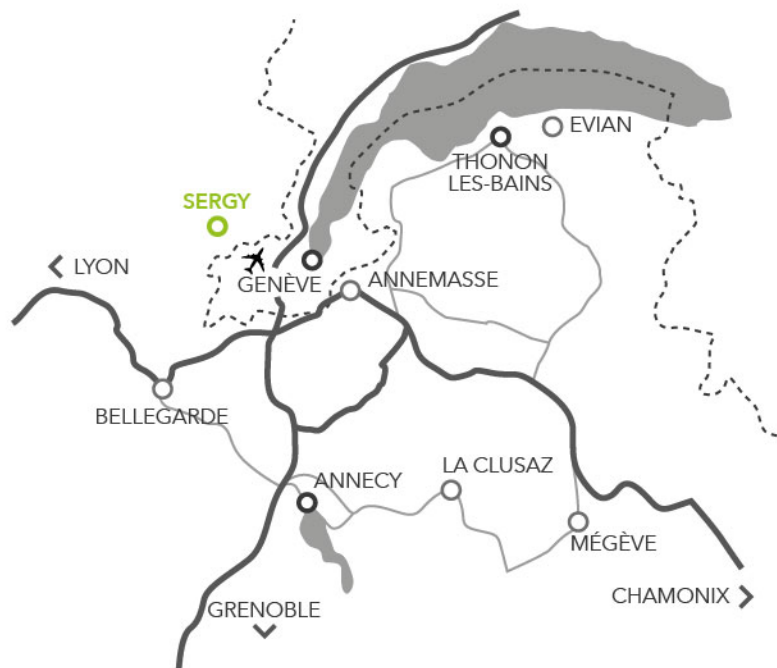 EVIAN
THONON
LES-BAINS
SERGY
LYON
GENÈVE
ANNEMASSE
BELLEGARDE
LA CLUSAZ
ANNECY
MÉGÈVE
CHAMONIX
GRENOBLE